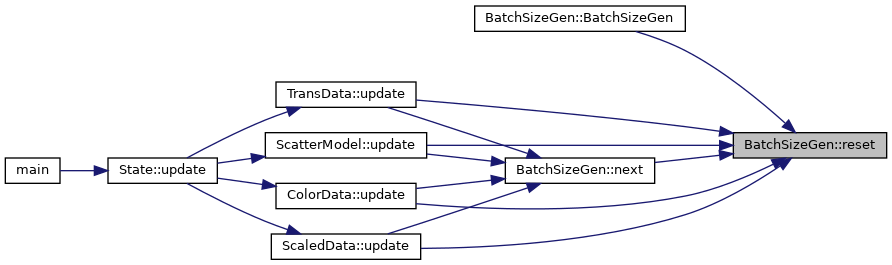 BatchSizeGen::BatchSizeGen
TransData::update
ScatterModel::update
BatchSizeGen::reset
main
State::update
BatchSizeGen::next
ColorData::update
ScaledData::update